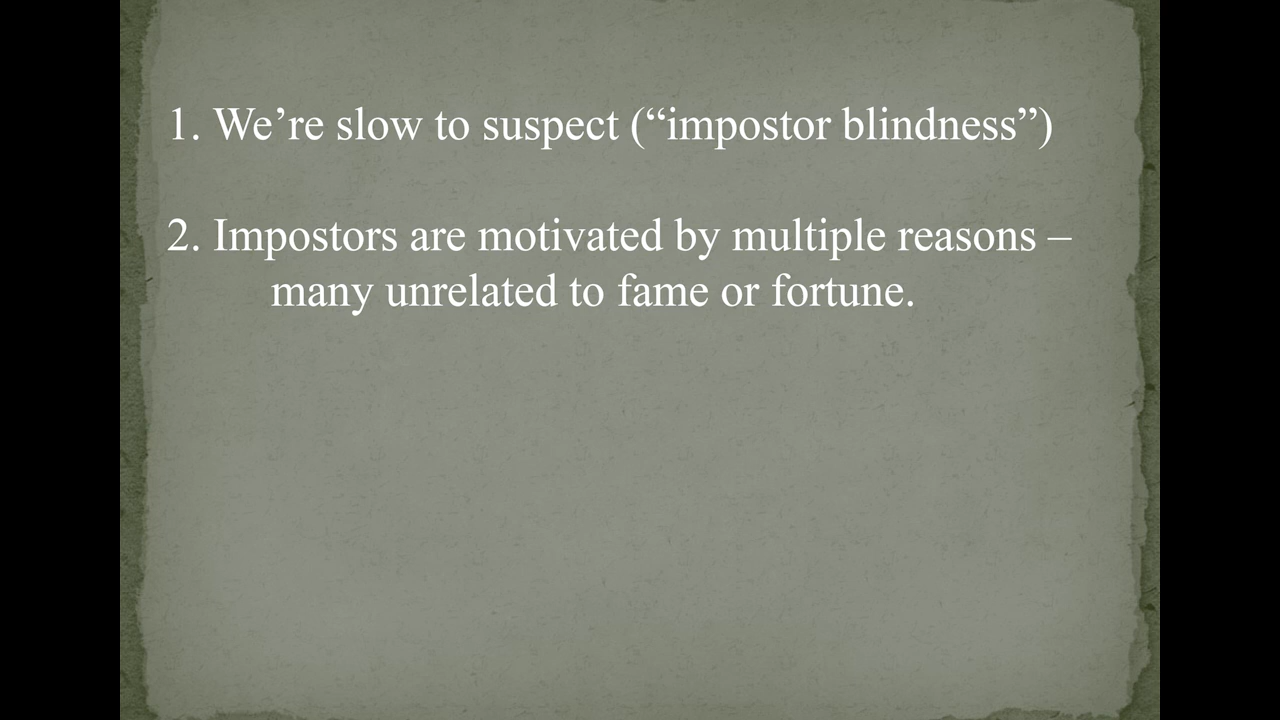 1. We’re slow to suspect (“impostor blindness”)
2. Impostors are motivated by multiple reasons –
many unrelated to fame or fortune.